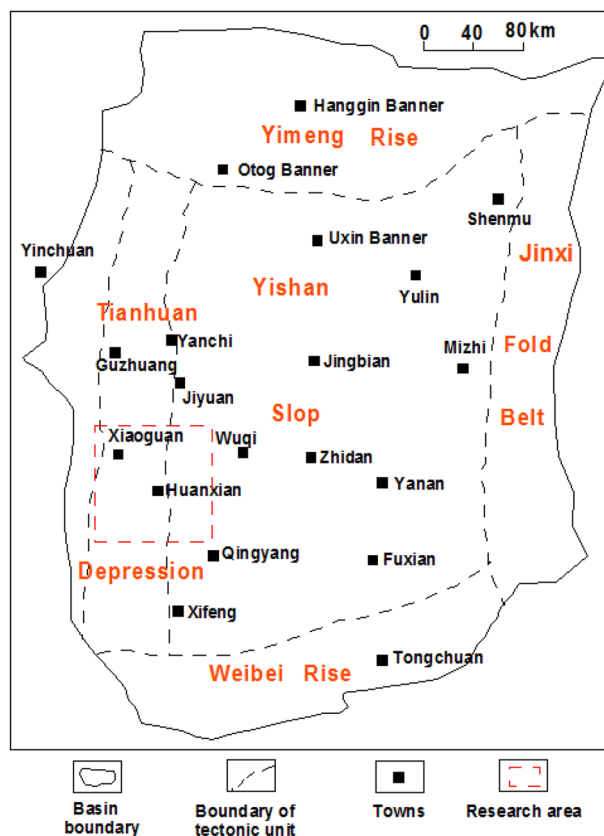 0 40 80 km
Hanggin Banner
Yimeng Rise
Otog Banner
Shenmu
Yinchuan
Uxin Banner
Jinxi
Yishan
Yulin
Tianhuan
Yanchi
Mizhi
Fold
Guzhuang
Jingbian
Jiyuan
Slop
Belt
Xiaoguan
Wuqi
Zhidan
Huanxian
Yanan
Qingyang
Fuxian
Depression
Xifeng
Tongchuan
Weibei Rise
Basin
boundary
Boundary of
tectonic unit
Towns
Research area